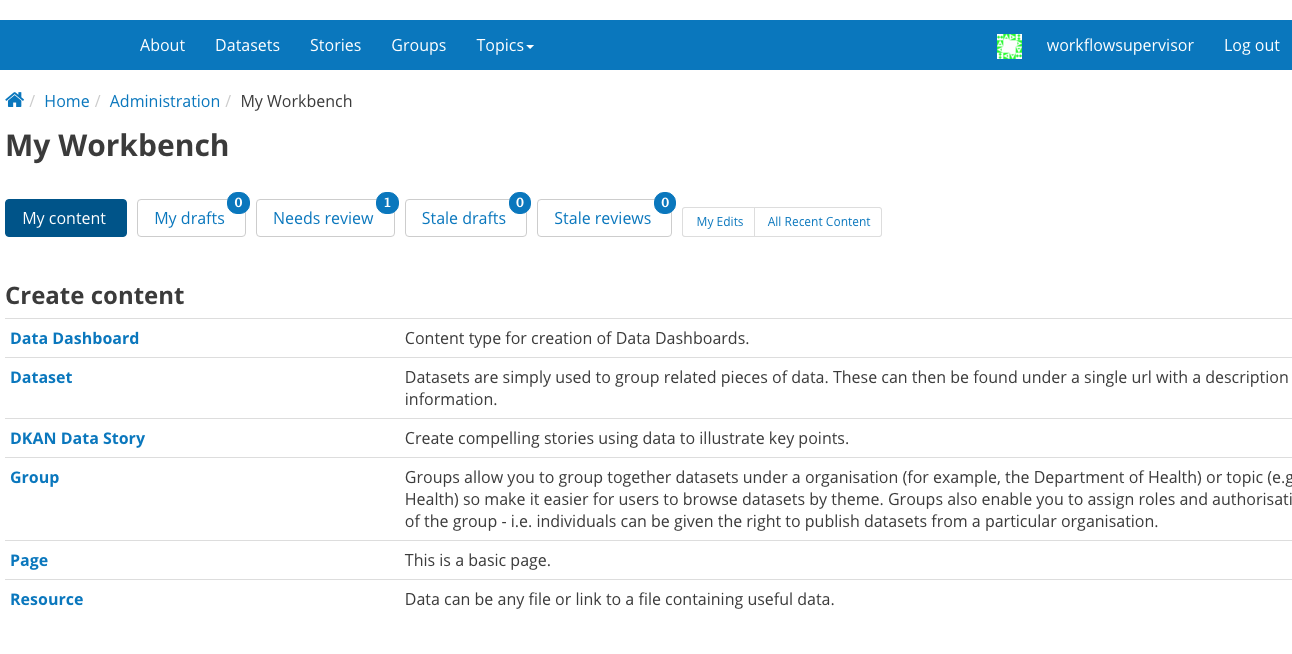 About Datasets Stories Groups Topics workflowsupervisor Log out
/ Home / Administration / My Workbench
My Workbench
My content My drafts 0 Needs review 1 Stale drafts 0 Stale reviews 0 My Edits All Recent Content
Create content
Data Dashboard Content type for creation of Data Dashboards.
Dataset Datasets are simply used to group related pieces of data. These can then be found under a single url with a description
information.
DKAN Data Story Create compelling stories using data to illustrate key points.
Group Groups allow you to group together datasets under a organisation (for example, the Department of Health) or topic (e.g
Health) so make it easier for users to browse datasets by theme. Groups also enable you to assign roles and authorisati
of the group - i.e. individuals can be given the right to publish datasets from a particular organisation.
Page This is a basic page.
Resource Data can be any file or link to a file containing useful data.